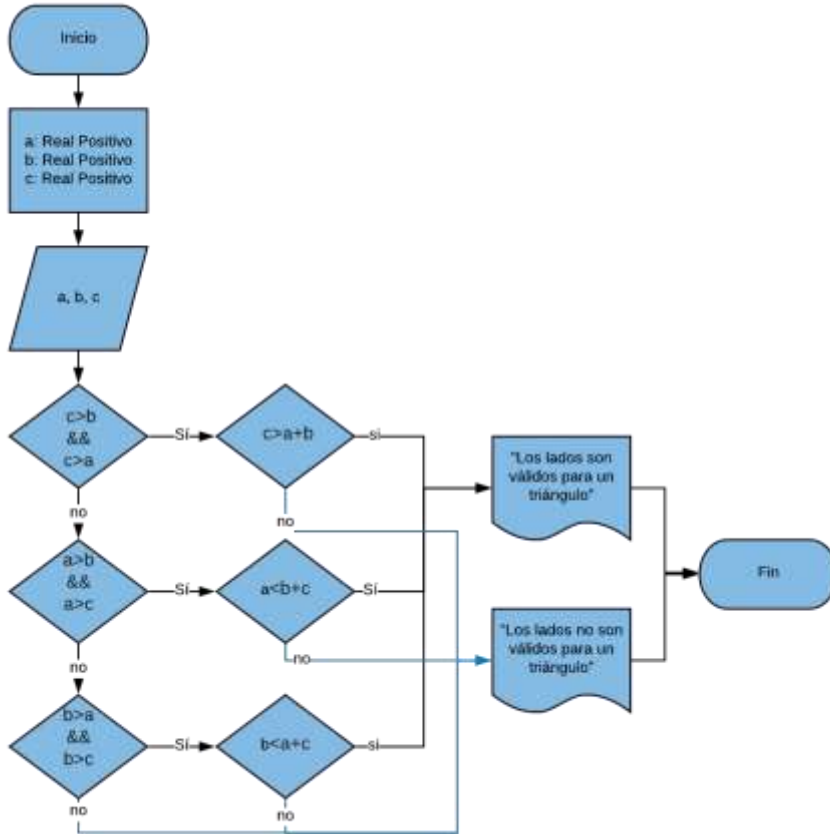 Inicio
a: Real Positivo
b: Real Positivo
c: Real Positivo
a, b, c
c>b
&&
c>a
Sí
c>a+b
si
"Los lados son
válidos para un
triángulo"
no
no
a>b
&&
a>c
Sí
a<b+c
Sí
Fin
"Los lados no son
válidos para un
triángulo"
no
no
b>a
&&
b>c
Sí
b<a+c
si
no
no